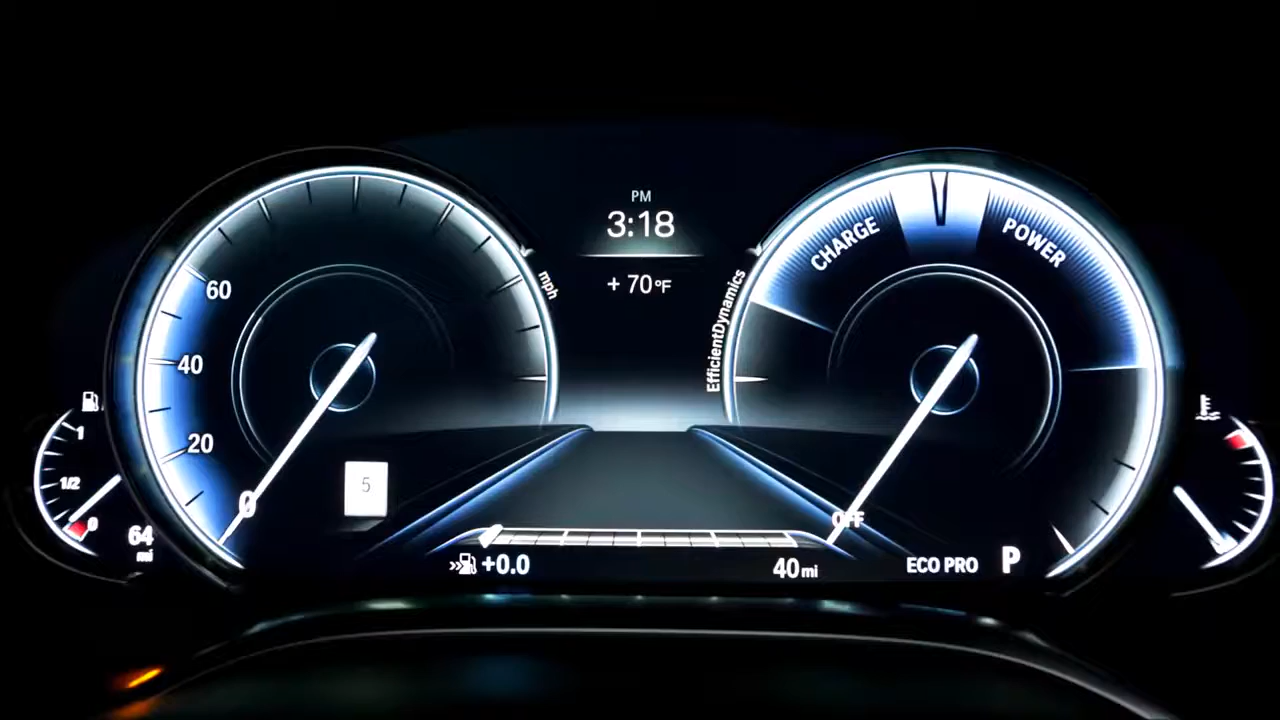 PM
3:18
+ 70°F
60
40
20
0
mph
5
EfficientDynamics
CHARGE
POWER
OFF
1
1/2
0
64
mi
+0.0
40 mi
ECO PRO
P